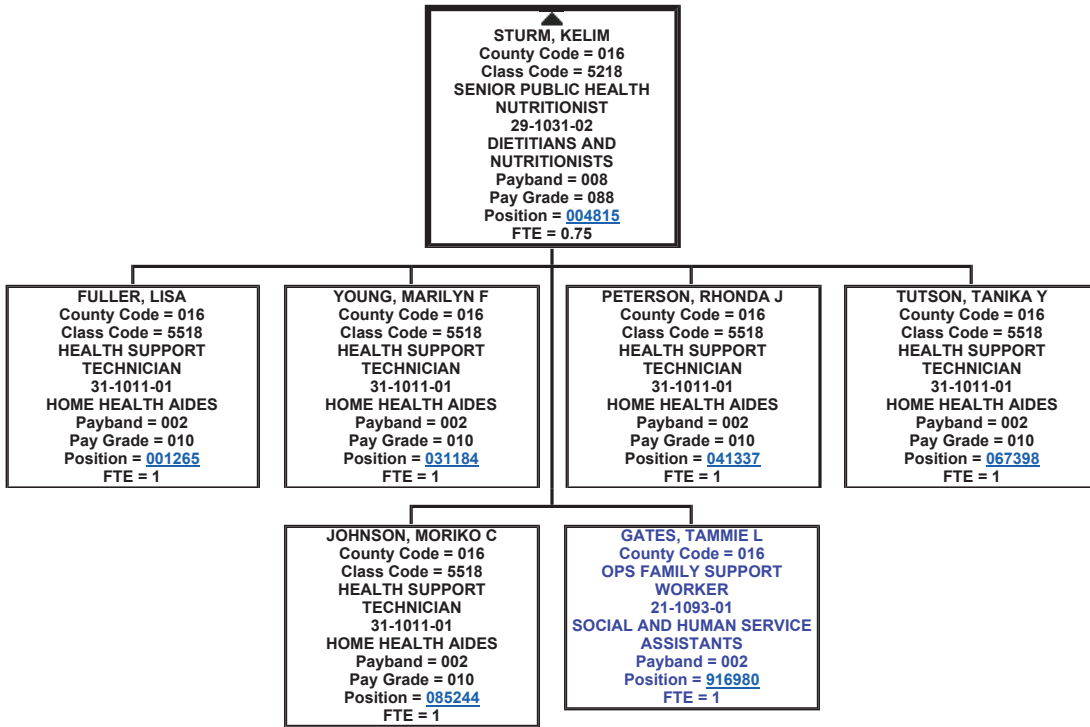 STURM, KELIM
County Code = 016
Class Code = 5218
SENIOR PUBLIC HEALTH
NUTRITIONIST
29-1031-02
DIETITIANS AND
NUTRITIONISTS
Payband = 008
Pay Grade = 088
Position = 004815
FTE = 0.75
FULLER, LISA
County Code = 016
Class Code = 5518
HEALTH SUPPORT
TECHNICIAN
31-1011-01
HOME HEALTH AIDES
Payband = 002
Pay Grade = 010
Position = 001265
FTE = 1
YOUNG, MARILYN F
County Code = 016
Class Code = 5518
HEALTH SUPPORT
TECHNICIAN
31-1011-01
HOME HEALTH AIDES
Payband = 002
Pay Grade = 010
Position = 031184
FTE = 1
PETERSON, RHONDA J
County Code = 016
Class Code = 5518
HEALTH SUPPORT
TECHNICIAN
31-1011-01
HOME HEALTH AIDES
Payband = 002
Pay Grade = 010
Position = 041337
FTE = 1
TUTSON, TANIKA Y
County Code = 016
Class Code = 5518
HEALTH SUPPORT
TECHNICIAN
31-1011-01
HOME HEALTH AIDES
Payband = 002
Pay Grade = 010
Position = 067398
FTE = 1
JOHNSON, MORIKO C
County Code = 016
Class Code = 5518
HEALTH SUPPORT
TECHNICIAN
31-1011-01
HOME HEALTH AIDES
Payband = 002
Pay Grade = 010
Position = 085244
FTE = 1
GATES, TAMMIE L
County Code = 016
OPS FAMILY SUPPORT
WORKER
21-1093-01
SOCIAL AND HUMAN SERVICE
ASSISTANTS
Payband = 002
Position = 916980
FTE = 1